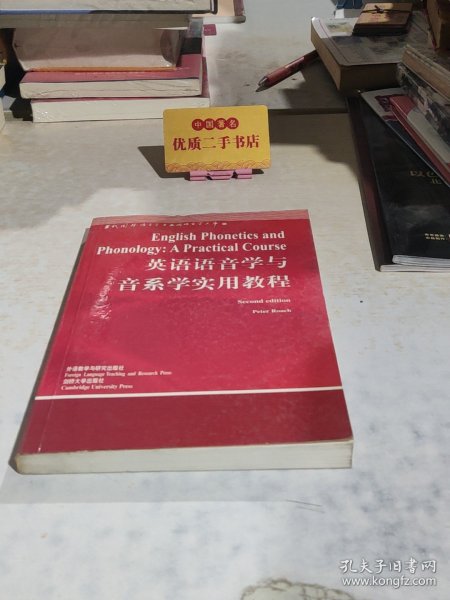 中国著名
优质二手书店
English Phonetics and
Phonology: A Practical Course
英语语音学与
音系学实用教程
Second edition
Peter Roach
外语教学与研究出版社
Foreign Language Teaching and Research Press
剑桥大学出版社
Cambridge University Press
孔夫子旧书网
www.kongfz.com